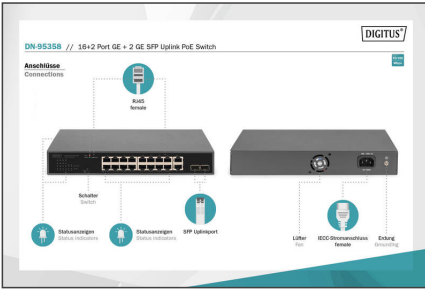 DIGITUS®
DN-95358 // 16+2 Port GE + 2 GE SFP Uplink PoE Switch
Anschlüsse
Connections
RJ45
female
Schalter
Switch
Statusanzeigen
Status indicators
Statusanzeigen
Status indicators
SFP Uplinkport
Lüfter
Fan
IECC-Stromanschluss
female
Erdung
Grounding